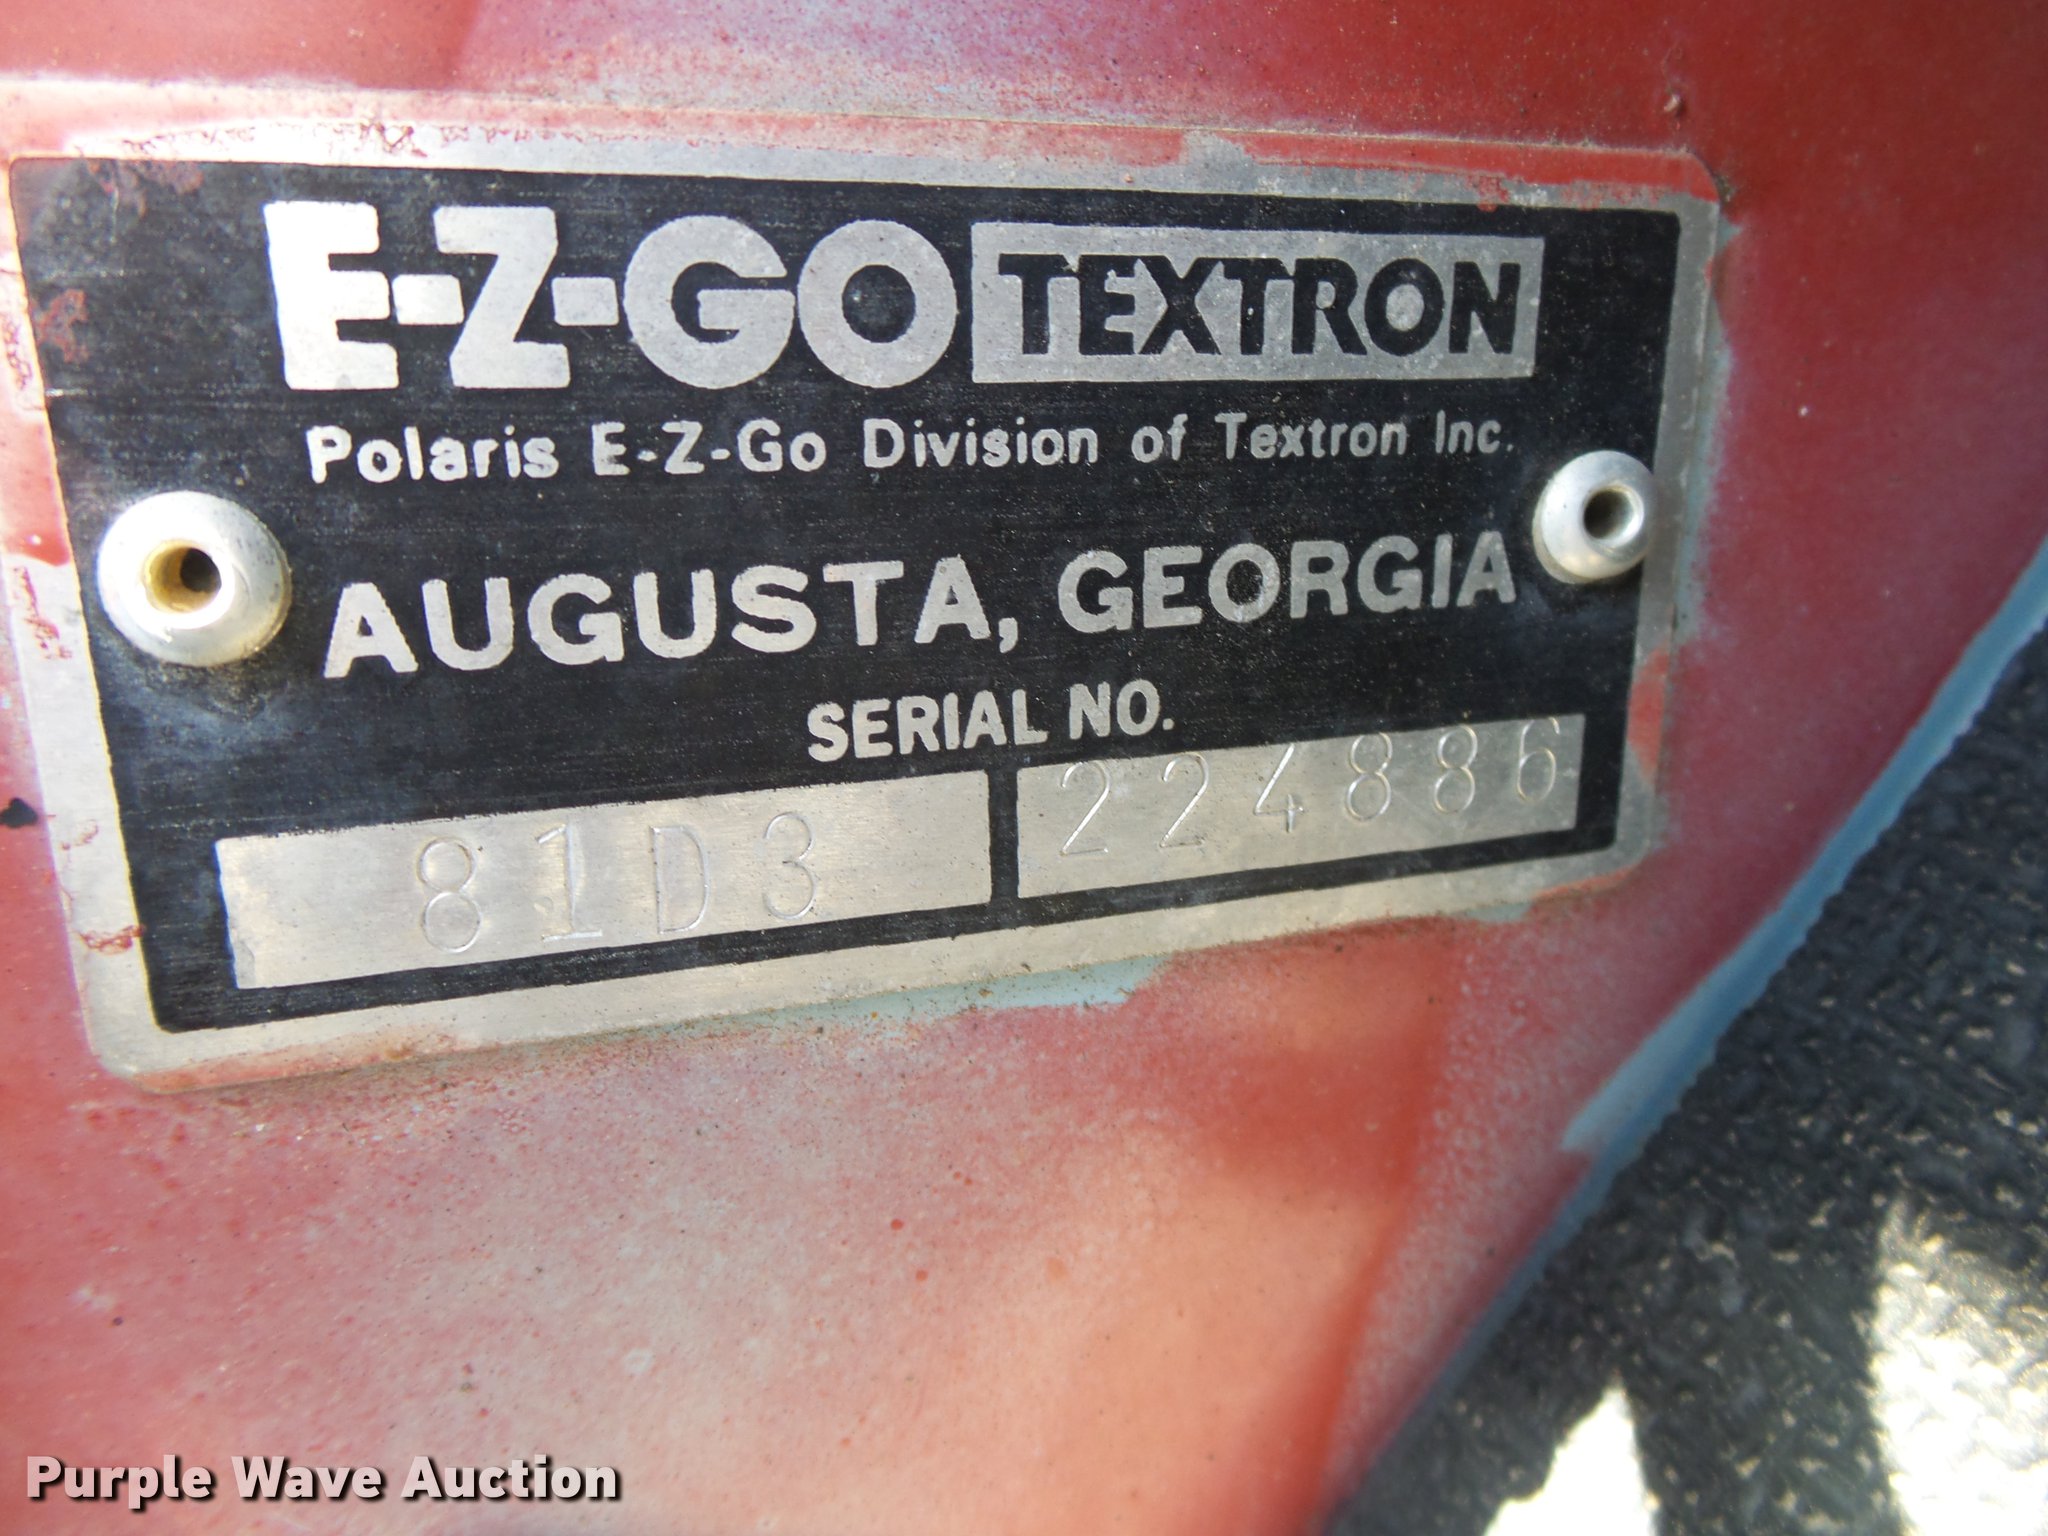 E-Z-GO TEXTRON
Polaris E-Z-Go Division of Textron Inc.
AUGUSTA, GEORGIA
SERIAL NO.
81D3 224886
Purple Wave Auction